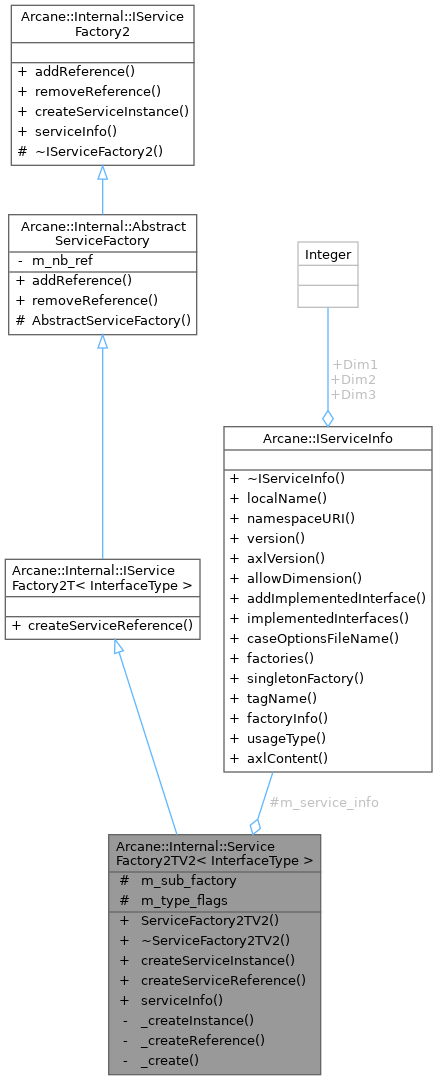 Arcane::Internal::IService
Factory2
+ addReference()
+ removeReference()
+ createServiceInstance()
+ serviceInfo()
# ~IServiceFactory2()
Arcane::Internal::Abstract
ServiceFactory
- m_nb_ref
+ addReference()
+ removeReference()
# AbstractServiceFactory()
Integer
+Dim1
+Dim2
+Dim3
Arcane::IServiceInfo
+ ~IServiceInfo()
+ localName()
+ namespaceURI()
+ version()
+ axlVersion()
+ allowDimension()
+ addImplementedInterface()
+ implementedInterfaces()
+ caseOptionsFileName()
+ factories()
+ singletonFactory()
+ tagName()
+ factoryInfo()
+ usageType()
+ axlContent()
Arcane::Internal::IService
Factory2T< InterfaceType >
+ createServiceReference()
#m_service_info
Arcane::Internal::Service
Factory2TV2< InterfaceType >
# m_sub_factory
# m_type_flags
+ ServiceFactory2TV2()
+ ~ServiceFactory2TV2()
+ createServiceInstance()
+ createServiceReference()
+ serviceInfo()
- _createInstance()
- _createReference()
- _create()